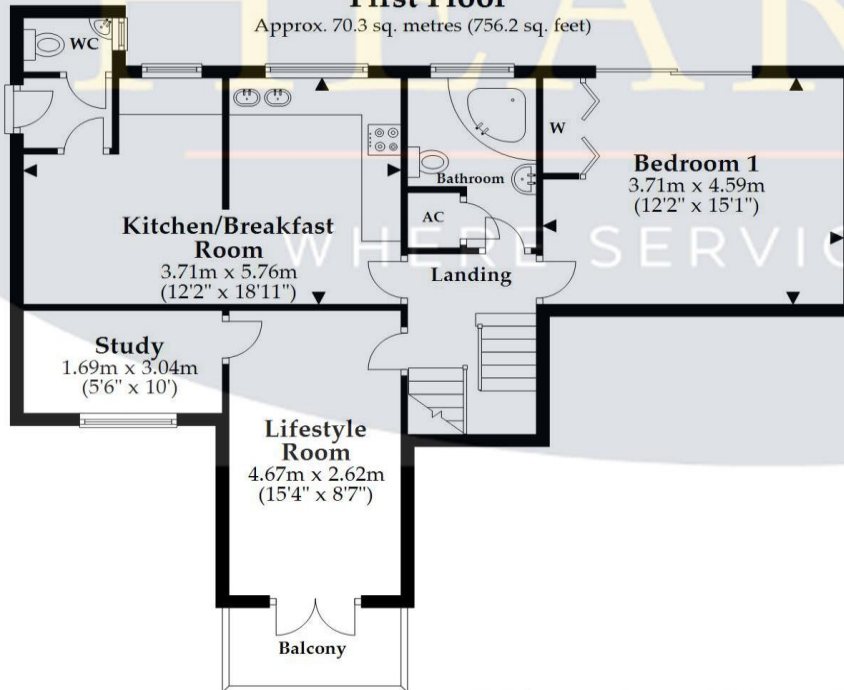 First Floor
Approx. 70.3 sq. metres (756.2 sq. feet)
WC
W
Bedroom 1
3.71m x 4.59m
(12'2" x 15'1")
Bathroom
AC
Kitchen/Breakfast
Room
3.71m x 5.76m
(12'2" x 18'11")
WHERE SERVIC
Landing
Study
1.69m x 3.04m
(5'6" x 10')
Lifestyle
Room
4.67m x 2.62m
(15'4" x 8'7")
Balcony